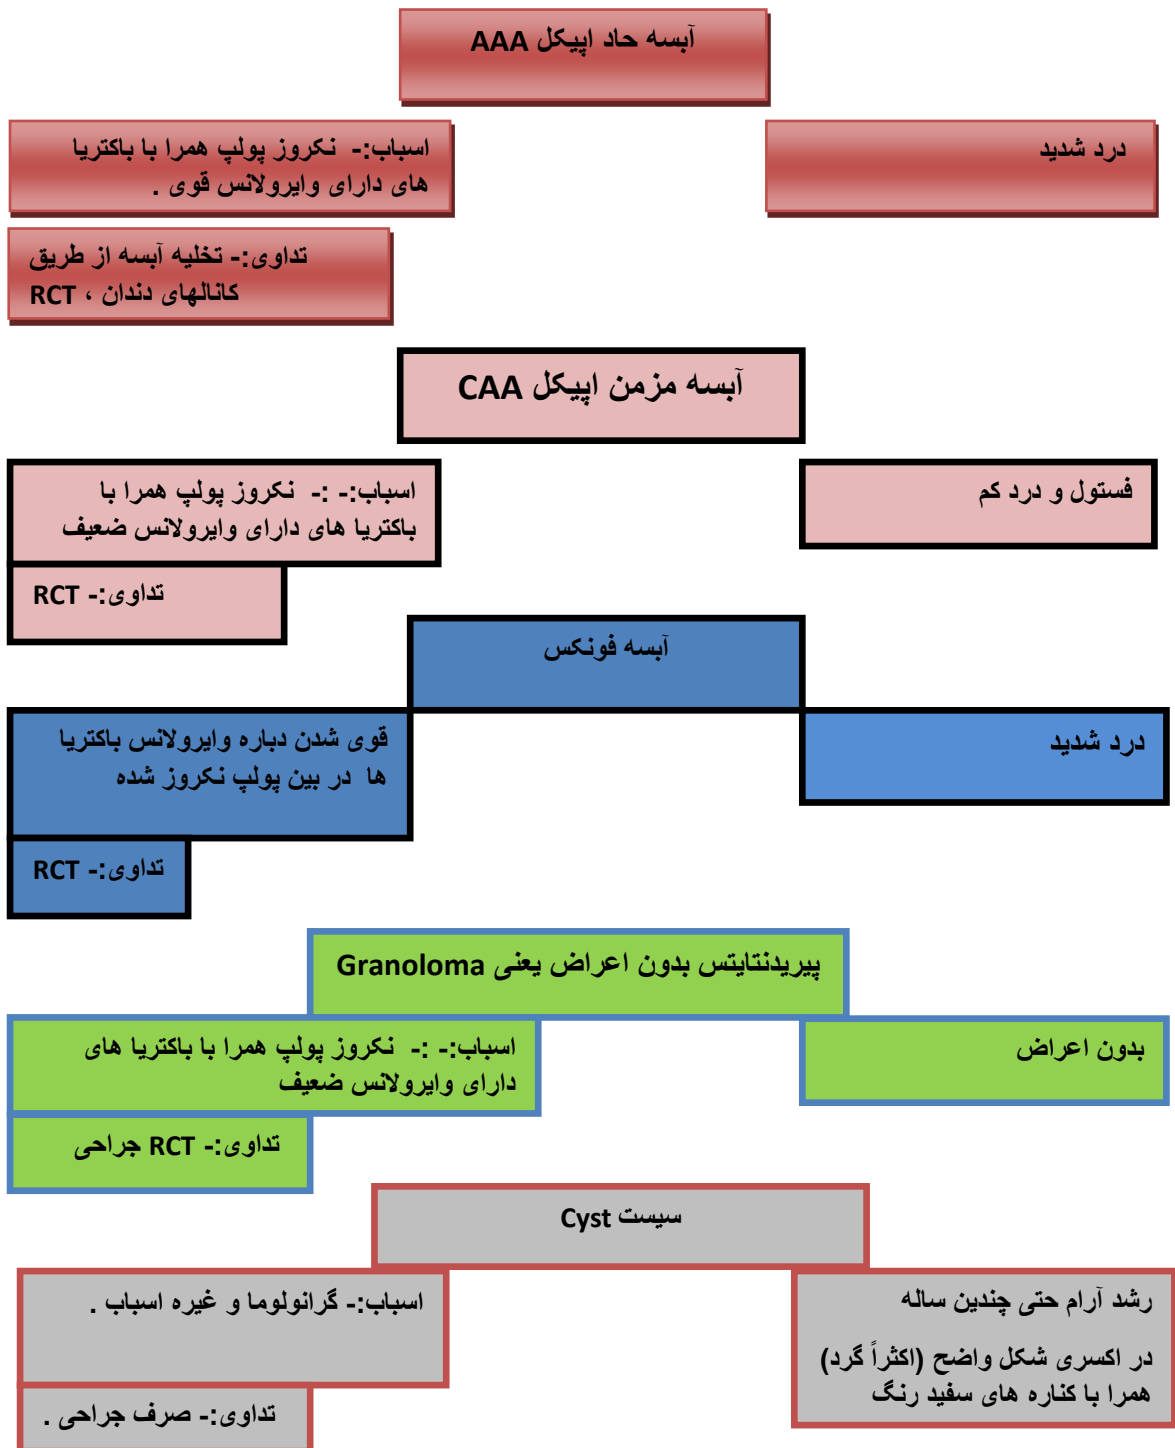 آبسه حاد اپیکل AAA
درد شدید
اسباب:- نکروز پولپ همرا با باکتریا
های دارای وایرولانس قوی .
تداوی:- تخلیه آبسه از طریق
کانالهای دندان ، RCT
آبسه مزمن اپیکل CAA
فستول و درد کم
اسباب:- :- نکروز پولپ همرا با
باکتریا های دارای وایرولانس ضعیف
تداوی:- RCT
آبسه فونکس
درد شدید
قوی شدن دباره وایرولانس باکتریا
ها در بین پولپ نکروز شده
تداوی:- RCT
پیریدنتایتس بدون اعراض یعنی Granoloma
بدون اعراض
اسباب:- :- نکروز پولپ همرا با باکتریا های
دارای وایرولانس ضعیف
تداوی:- RCT جراحی
سیست Cyst
رشد آرام حتی چندین ساله
در اکسری شکل واضح (اکثراً گرد)
همرا با کناره های سفید رنگ
اسباب:- گرانولوما و غیره اسباب .
تداوی:- صرف جراحی .